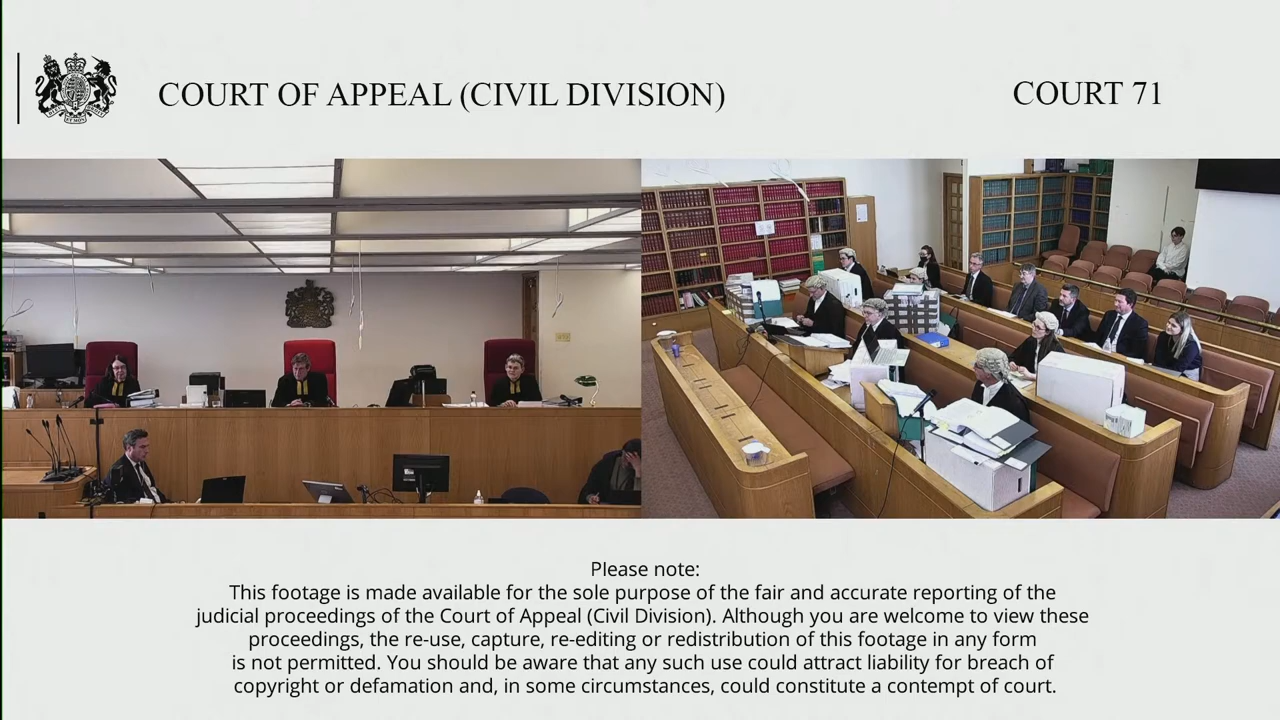 COURT OF APPEAL (CIVIL DIVISION)
COURT 71
Please note:
This footage is made available for the sole purpose of the fair and accurate reporting of the
judicial proceedings of the Court of Appeal (Civil Division). Although you are welcome to view these
proceedings, the re-use, capture, re-editing or redistribution of this footage in any form
is not permitted. You should be aware that any such use could attract liability for breach of
copyright or defamation and, in some circumstances, could constitute a contempt of court.